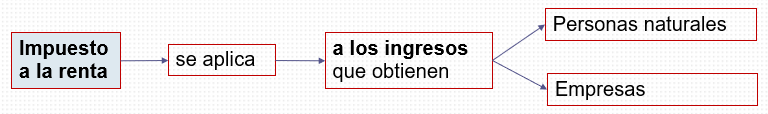 Impuesto
a la renta
se aplica
a los ingresos
que obtienen
Personas naturales
Empresas